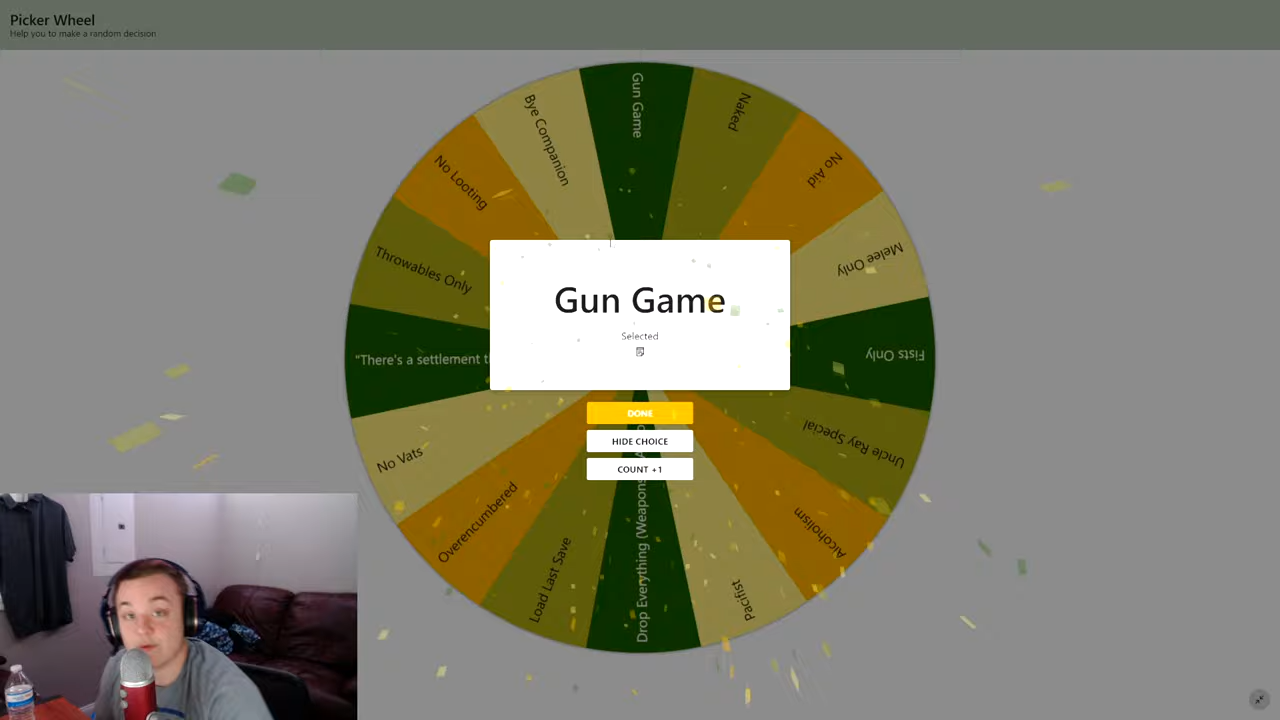 Picker Wheel
Help you to make a random decision
Gun Game
Naked
No Aid
Melee Only
Fists Only
Uncle Ray Special
Alcoholism
Pacifist
Drop Everything (Weapons
Load Last Save
Overencumbered
No Vats
"There's a settlement
Throwables Only
No Looting
Bye Companion
Gun Game
Selected
DONE
HIDE CHOICE
COUNT +1